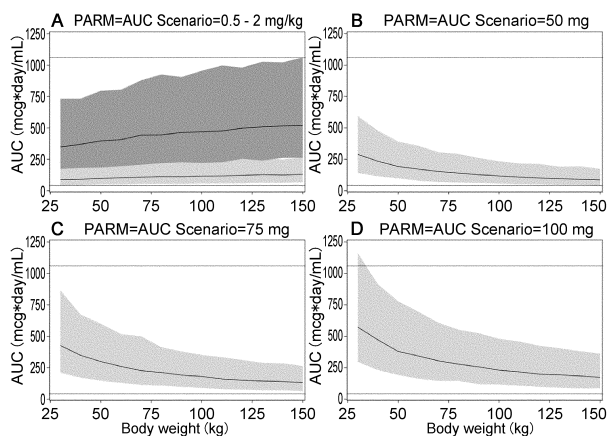 A PARM=AUC Scenario=0.5 - 2 mg/kg
AUC (mcg*day/mL)
1250
1000
750
500
250
0
25 50 75 100 125 150
B PARM=AUC Scenario=50 mg
AUC (mcg*day/mL)
1250
1000
750
500
250
0
25 50 75 100 125 150
C PARM=AUC Scenario=75 mg
AUC (mcg*day/mL)
1250
1000
750
500
250
0
25 50 75 100 125 150
Body weight (kg)
D PARM=AUC Scenario=100 mg
AUC (mcg*day/mL)
1250
1000
750
500
250
0
25 50 75 100 125 150
Body weight (kg)